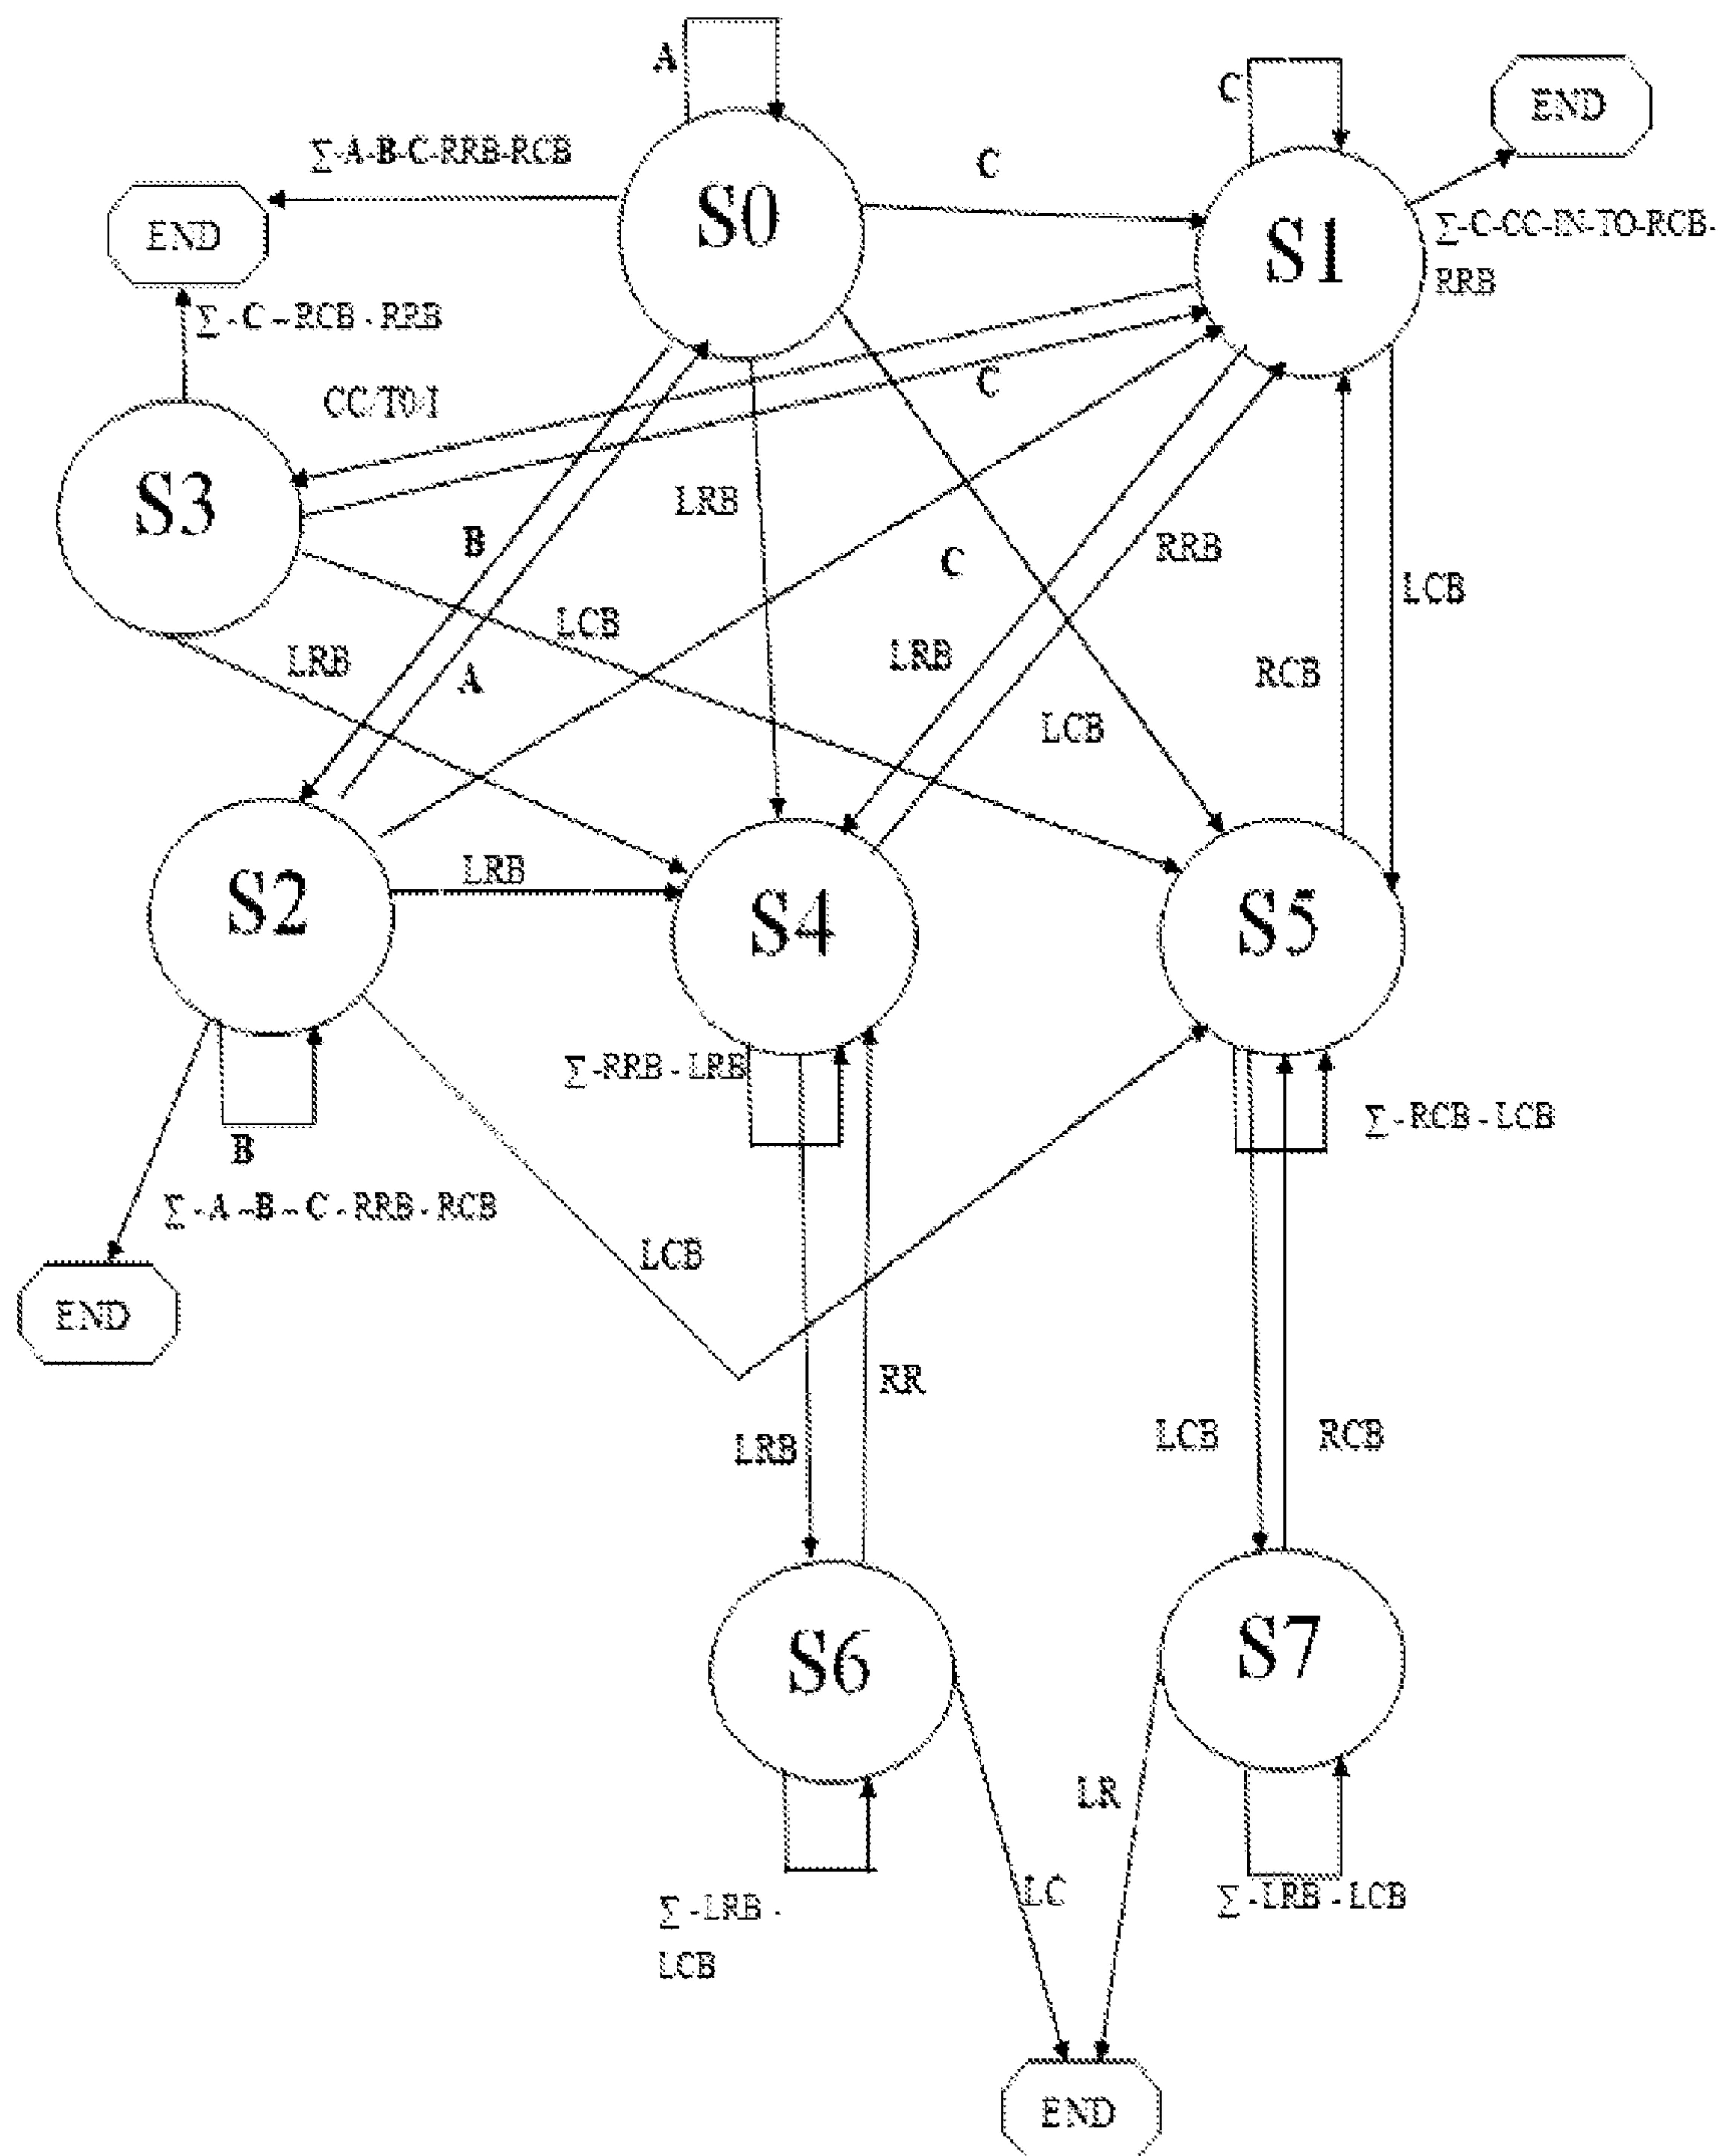 A
C
END
∑-A-B-C-RRB-RCB
C
S0
END
S1
∑-C-CC-IN-TO-RCB-
RRB
∑ - C – RCB - RRB
C
CC/T0/I
S3
LRB
B
C
RRB
LCB
LCB
LRB
LRB
RCB
A
LCB
LRB
S2
S4
S5
∑ -RRB - LRB
∑ - RCB - LCB
B
∑ - A –B – C - RRB - RCB
LCB
END
RR
LRB
LCB
RCB
S6
S7
LR
∑ -LRB -
LCB
LC
∑ -LRB - LCB
END